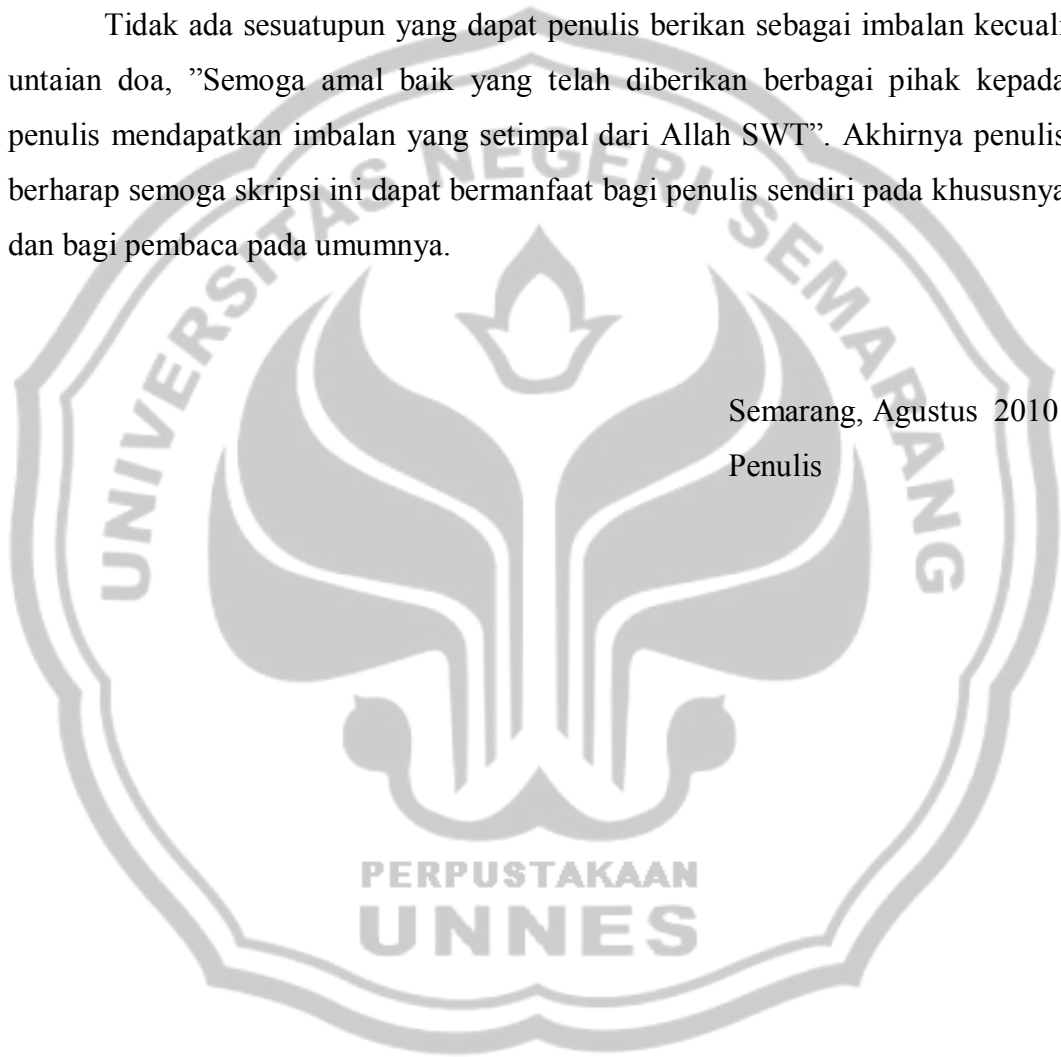 Tidak ada sesuatupun yang dapat penulis berikan sebagai imbalan kecuali
untaian doa, ”Semoga amal baik yang telah diberikan berbagai pihak kepada
penulis mendapatkan imbalan yang setimpal dari Allah SWT”. Akhirnya penulis
berharap semoga skripsi ini dapat bermanfaat bagi penulis sendiri pada khususnya
dan bagi pembaca pada umumnya.
Semarang, Agustus 2010
Penulis
UNIVERSITAS NEGERI SEMARANG
PERPUSTAKAAN
UNNES